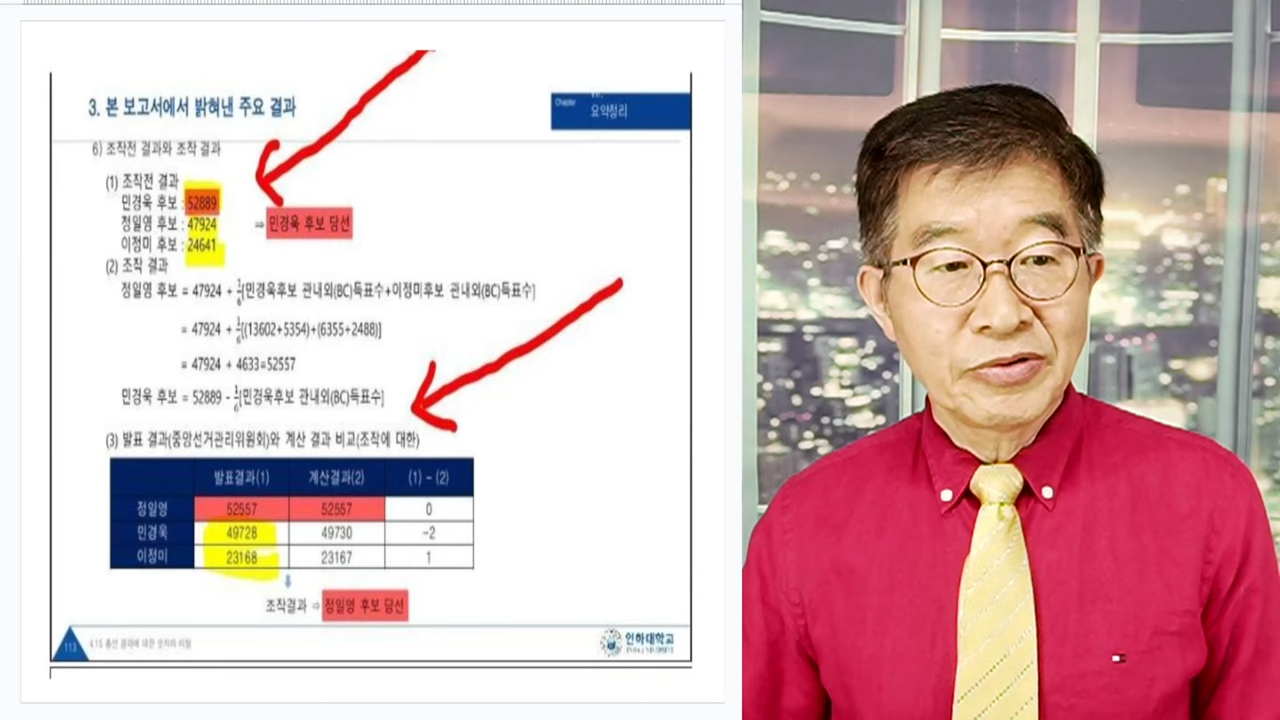 3. 본 보고서에서 밝혀낸 주요 결과
Chapter
요약정리
6) 조작전 결과와 조작 결과
(1) 조작전 결과
민경욱 후보 : 52889
정일영 후보 : 47924 ⇒ 민경욱 후보 당선
이정미 후보 : 24641
(2) 조작 결과
정일영 후보 = 47924 + 1/6[민경욱후보 관내외(BC)득표수+이정미후보 관내외(BC)득표수]
= 47924 + 1/6[(13602+5354)+(6355+2488)]
= 47924 + 4633=52557
민경욱 후보 = 52889 - 1/6[민경욱후보 관내외(BC)득표수]
(3) 발표 결과(중앙선거관리위원회)와 계산 결과 비교(조작에 대한)
발표결과(1) 계산결과(2) (1) - (2)
정일영 52557 52557 0
민경욱 49728 49730 -2
이정미 23168 23167 1
조작결과 ⇒ 정일영 후보 당선
113 4.15 총선 결과에 대한 숫자의 비밀
인하대학교